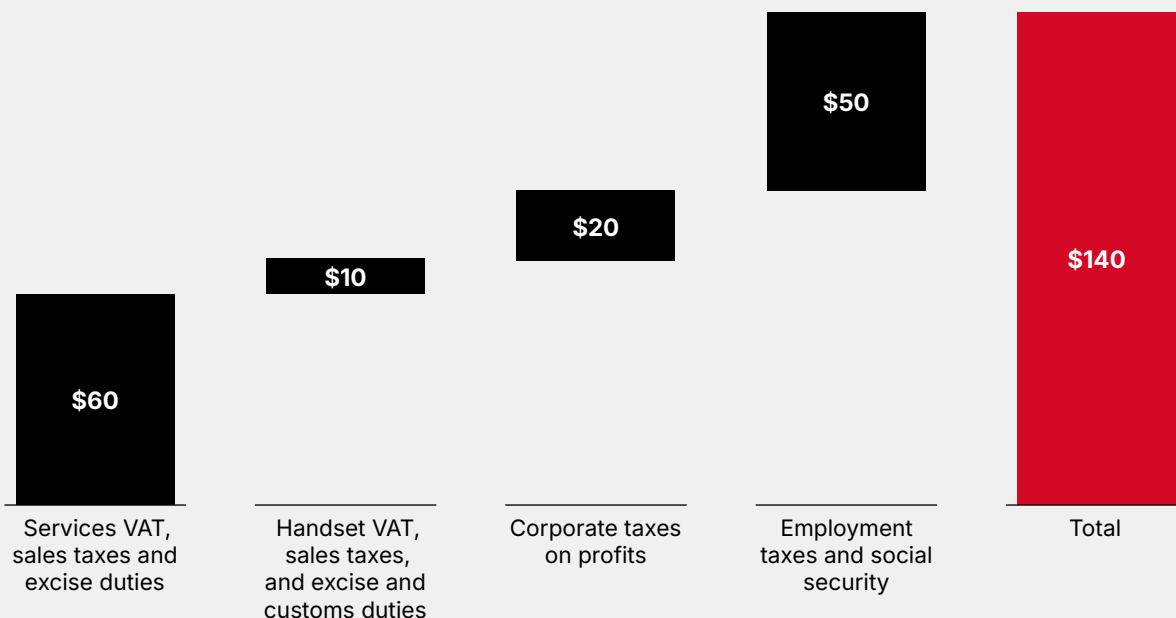 $50
$20
$10
$60
$140
Services VAT,
sales taxes and
excise duties
Handset VAT,
sales taxes,
and excise and
customs duties
Corporate taxes
on profits
Employment
taxes and social
security
Total